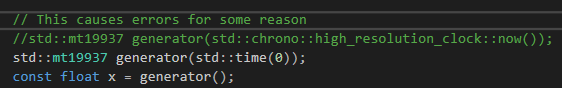 // This causes errors for some reason
//std::mt19937 generator(std::chrono::high_resolution_clock::now());
std::mt19937 generator(std::time(0));
const float x = generator();